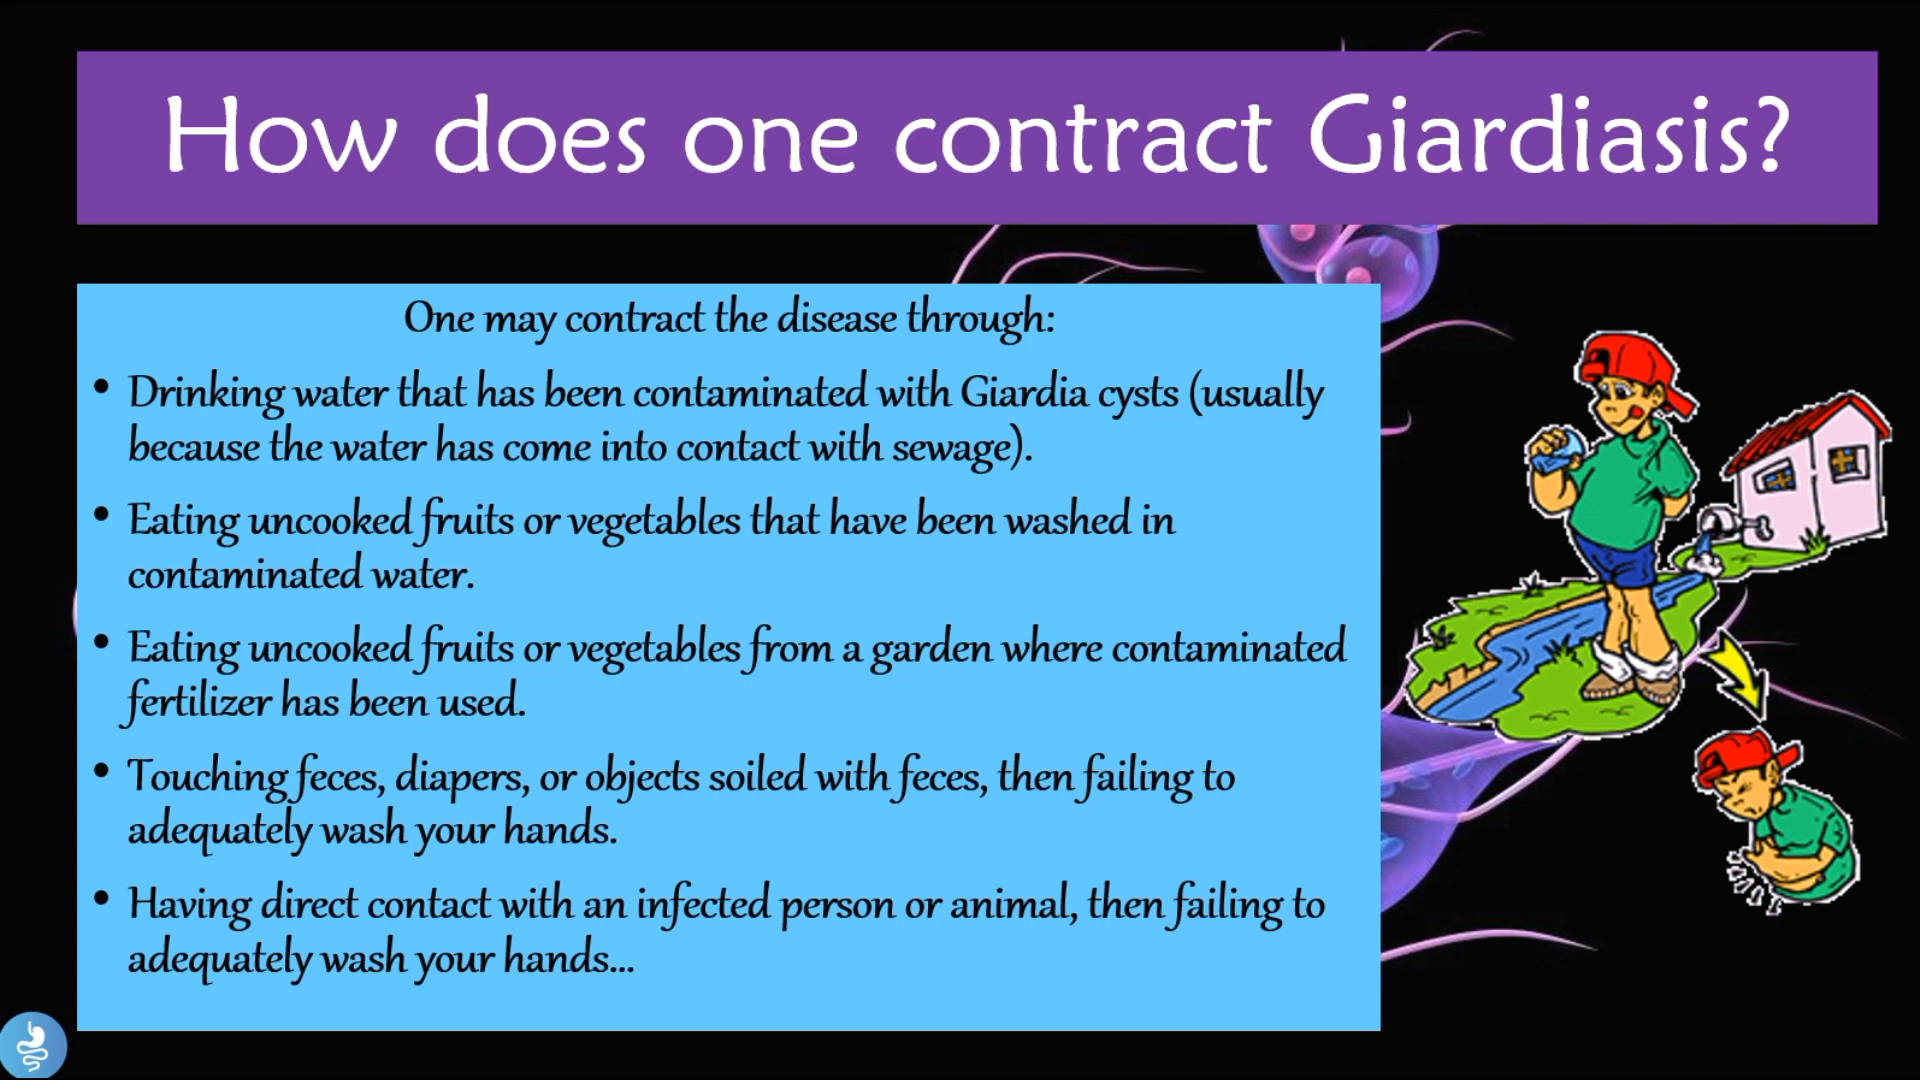 How does one contract Giardiasis?
One may contract the disease through:
• Drinking water that has been contaminated with Giardia cysts (usually
because the water has come into contact with sewage).
• Eating uncooked fruits or vegetables that have been washed in
contaminated water.
• Eating uncooked fruits or vegetables from a garden where contaminated
fertilizer has been used.
• Touching feces, diapers, or objects soiled with feces, then failing to
adequately wash your hands.
• Having direct contact with an infected person or animal, then failing to
adequately wash your hands...